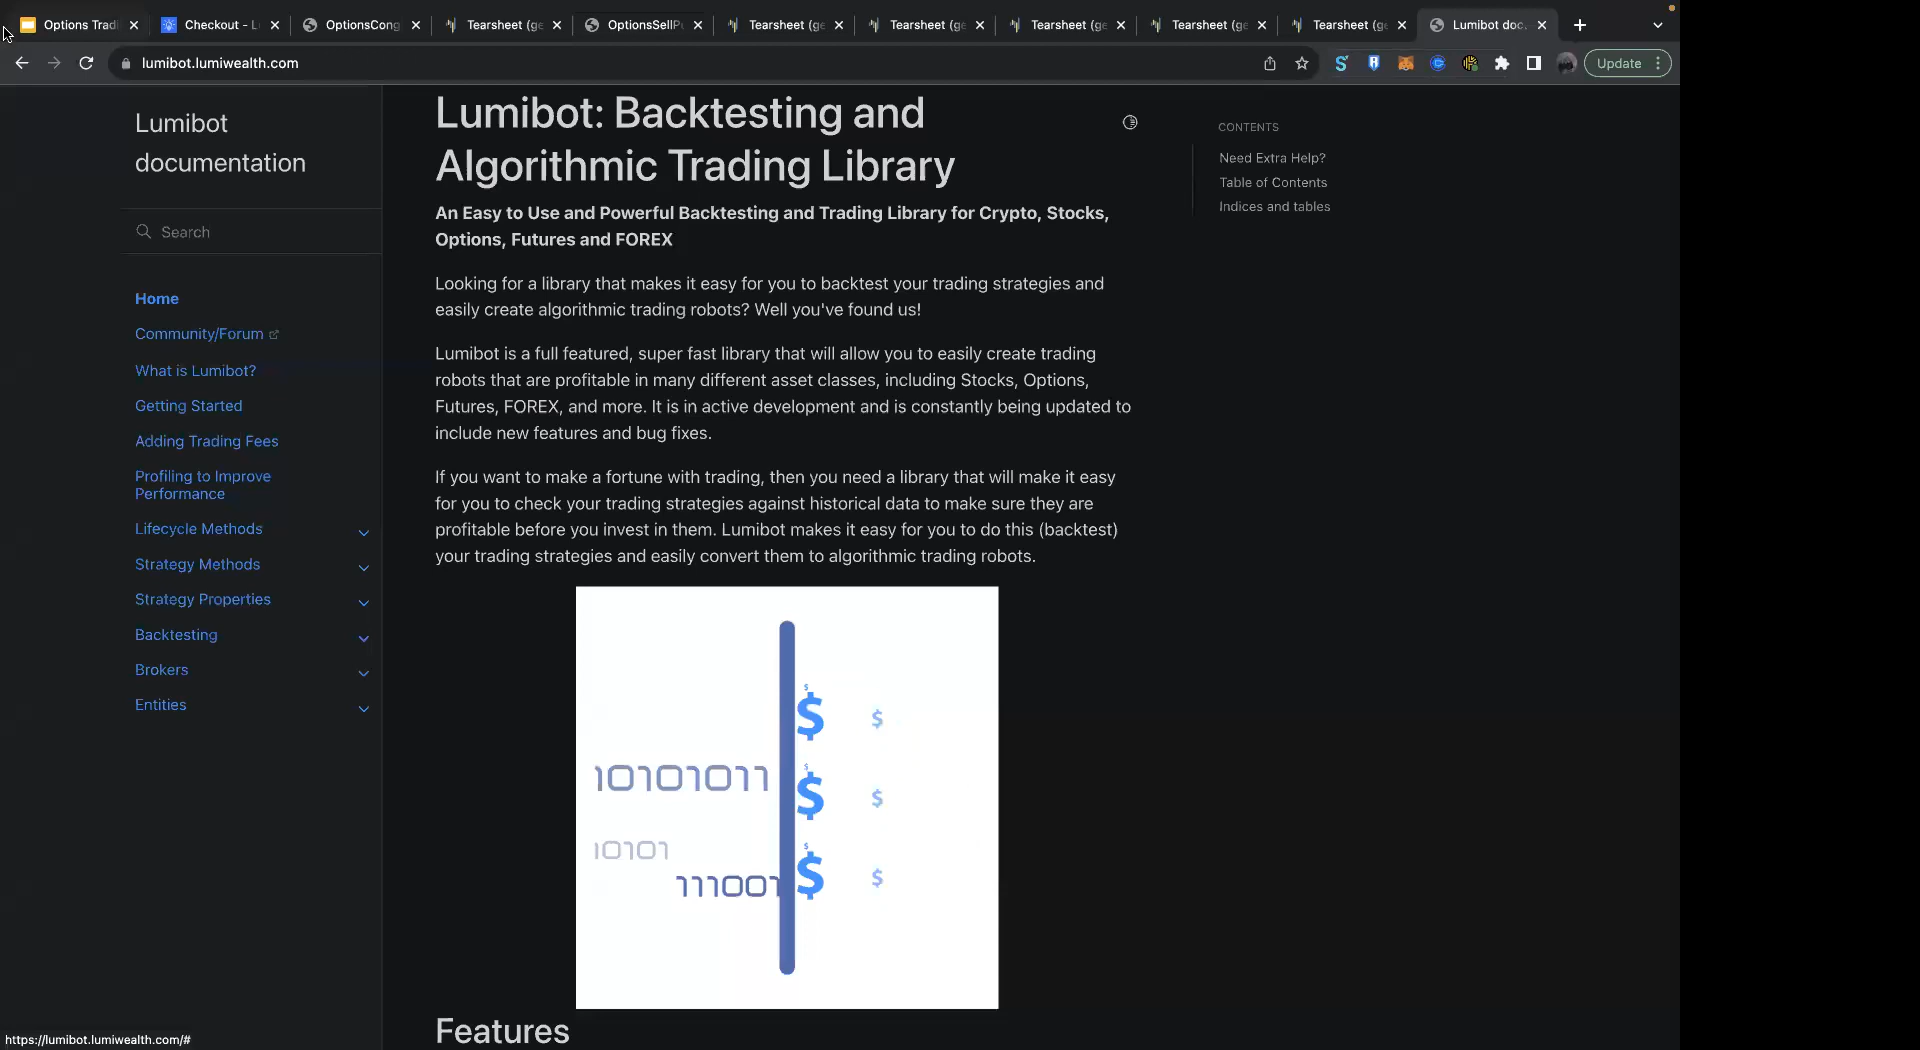 Options Tradi
Checkout - L
OptionsCong
Tearsheet (ge
OptionsSellPu
Tearsheet (ge
Tearsheet (ge
Tearsheet (ge
Tearsheet (ge
Tearsheet (ge
Lumibot doc
lumibot.lumiwealth.com
Update
Lumibot
documentation
Search
Home
Community/Forum
What is Lumibot?
Getting Started
Adding Trading Fees
Profiling to Improve
Performance
Lifecycle Methods
Strategy Methods
Strategy Properties
Backtesting
Brokers
Entities
Lumibot: Backtesting and
Algorithmic Trading Library
An Easy to Use and Powerful Backtesting and Trading Library for Crypto, Stocks,
Options, Futures and FOREX
Looking for a library that makes it easy for you to backtest your trading strategies and
easily create algorithmic trading robots? Well you've found us!
Lumibot is a full featured, super fast library that will allow you to easily create trading
robots that are profitable in many different asset classes, including Stocks, Options,
Futures, FOREX, and more. It is in active development and is constantly being updated to
include new features and bug fixes.
If you want to make a fortune with trading, then you need a library that will make it easy
for you to check your trading strategies against historical data to make sure they are
profitable before you invest in them. Lumibot makes it easy for you to do this (backtest)
your trading strategies and easily convert them to algorithmic trading robots.
$ $
$ $
10101011
$ $
$ $
10101
$ $
111001
Features
CONTENTS
Need Extra Help?
Table of Contents
Indices and tables
https://lumibot.lumiwealth.com/#